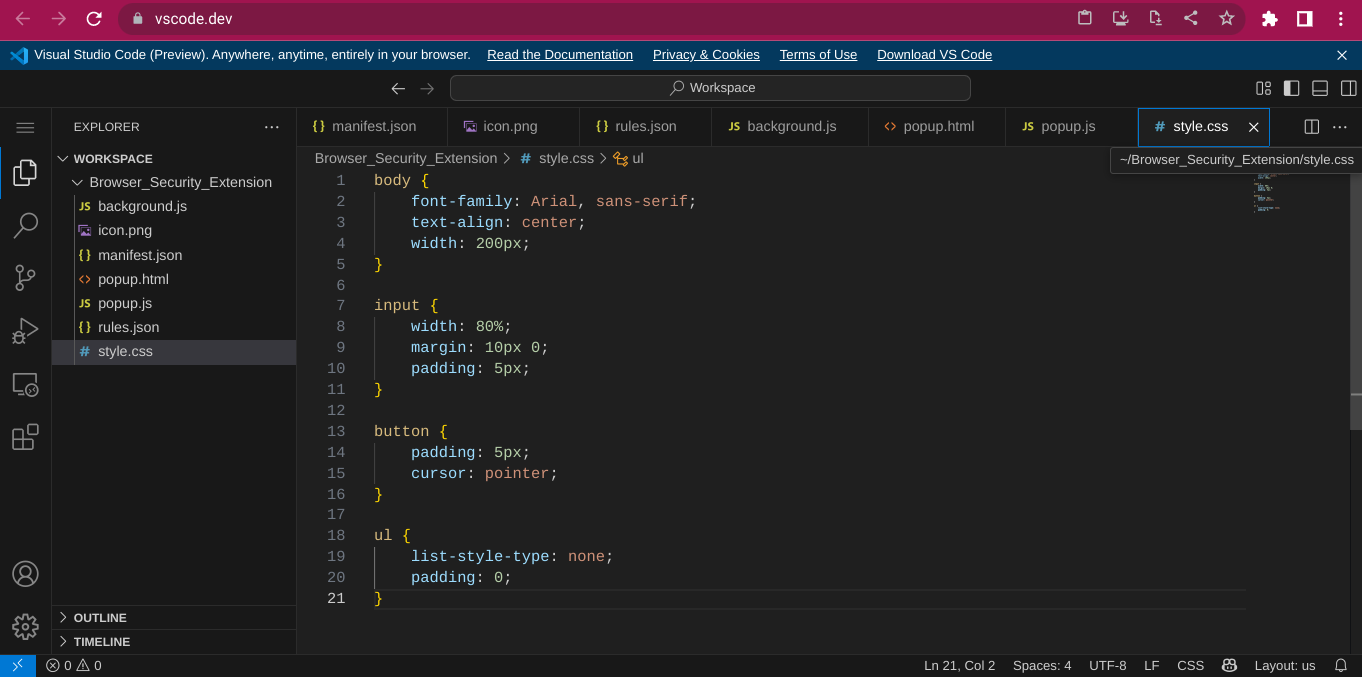 vscode.dev
Visual Studio Code (Preview). Anywhere, anytime, entirely in your browser. Read the Documentation Privacy & Cookies Terms of Use Download VS Code
Workspace
EXPLORER
WORKSPACE
Browser_Security_Extension
JS background.js
icon.png
{} manifest.json
<> popup.html
JS popup.js
{} rules.json
# style.css
OUTLINE
TIMELINE
{} manifest.json icon.png {} rules.json JS background.js <> popup.html JS popup.js # style.css
Browser_Security_Extension > # style.css > ul
~/Browser_Security_Extension/style.css
1 body {
2 font-family: Arial, sans-serif;
3 text-align: center;
4 width: 200px;
5 }
6
7 input {
8 width: 80%;
9 margin: 10px 0;
10 padding: 5px;
11 }
12
13 button {
14 padding: 5px;
15 cursor: pointer;
16 }
17
18 ul {
19 list-style-type: none;
20 padding: 0;
21 }
0 0 Ln 21, Col 2 Spaces: 4 UTF-8 LF CSS Layout: us